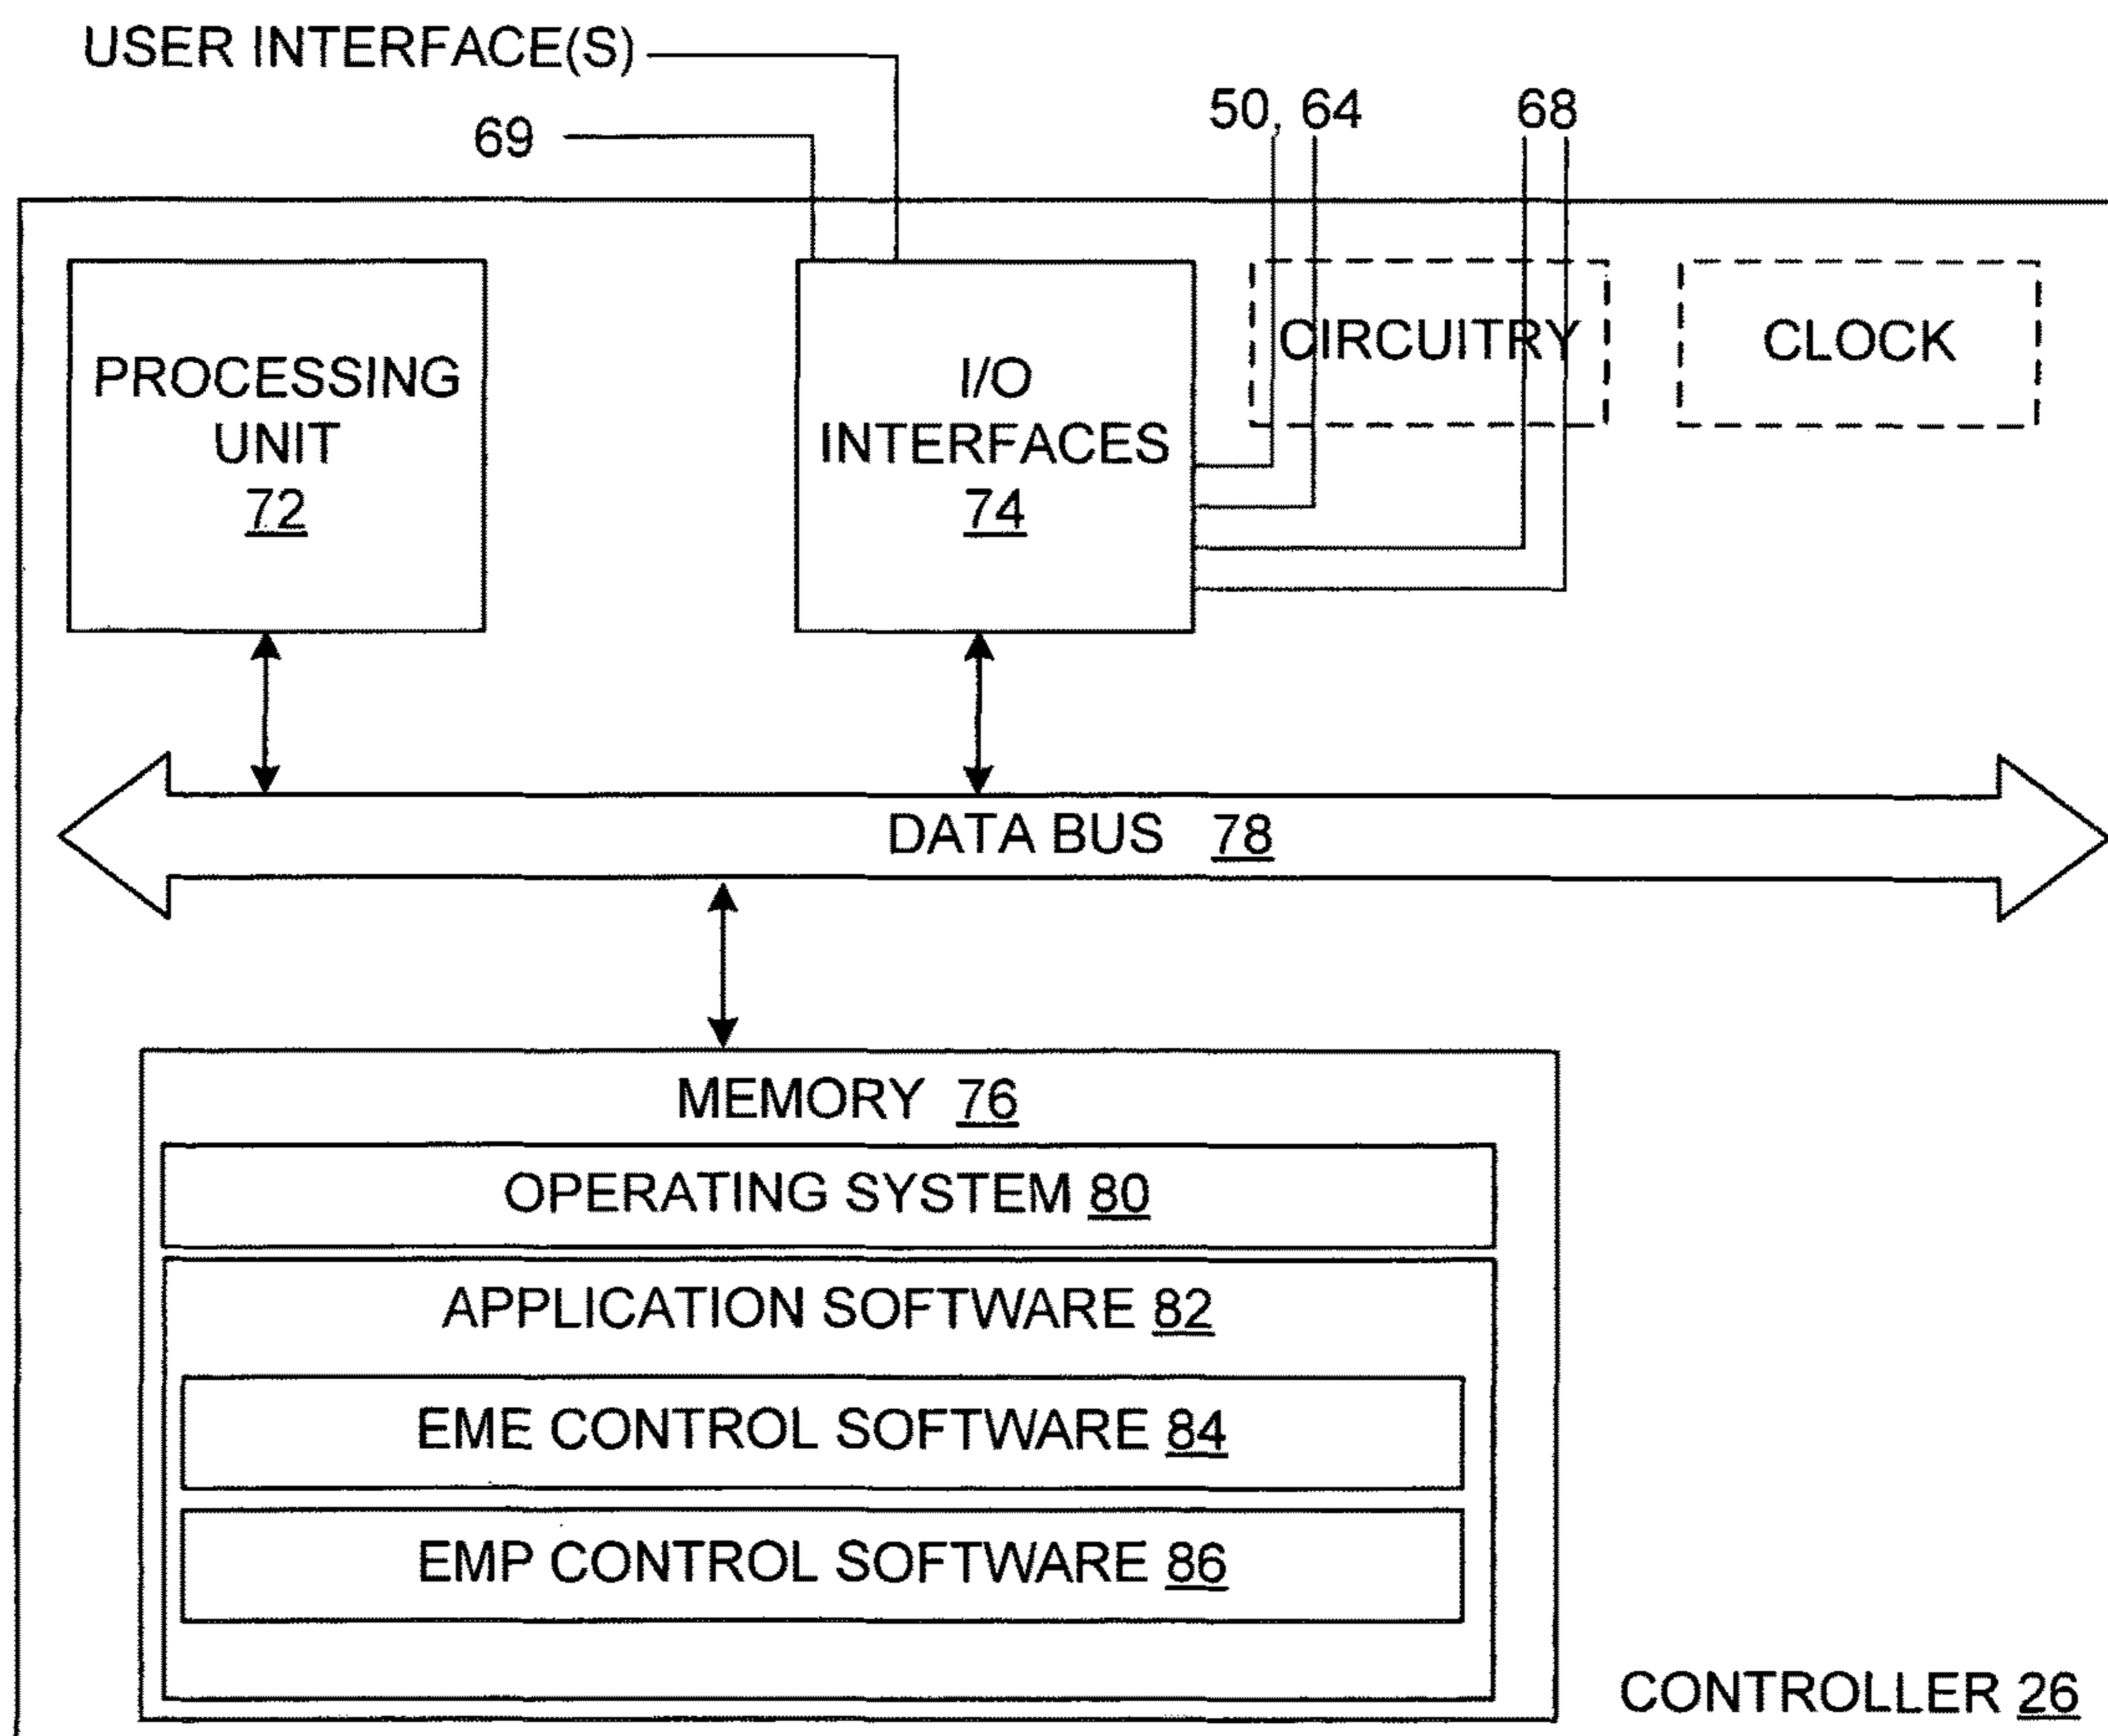 USER INTERFACE(S)
69
50, 64
68
PROCESSING
UNIT
72
I/O
INTERFACES
74
CIRCUITRY
CLOCK
DATA BUS 78
MEMORY 76
OPERATING SYSTEM 80
APPLICATION SOFTWARE 82
EME CONTROL SOFTWARE 84
EMP CONTROL SOFTWARE 86
CONTROLLER 26